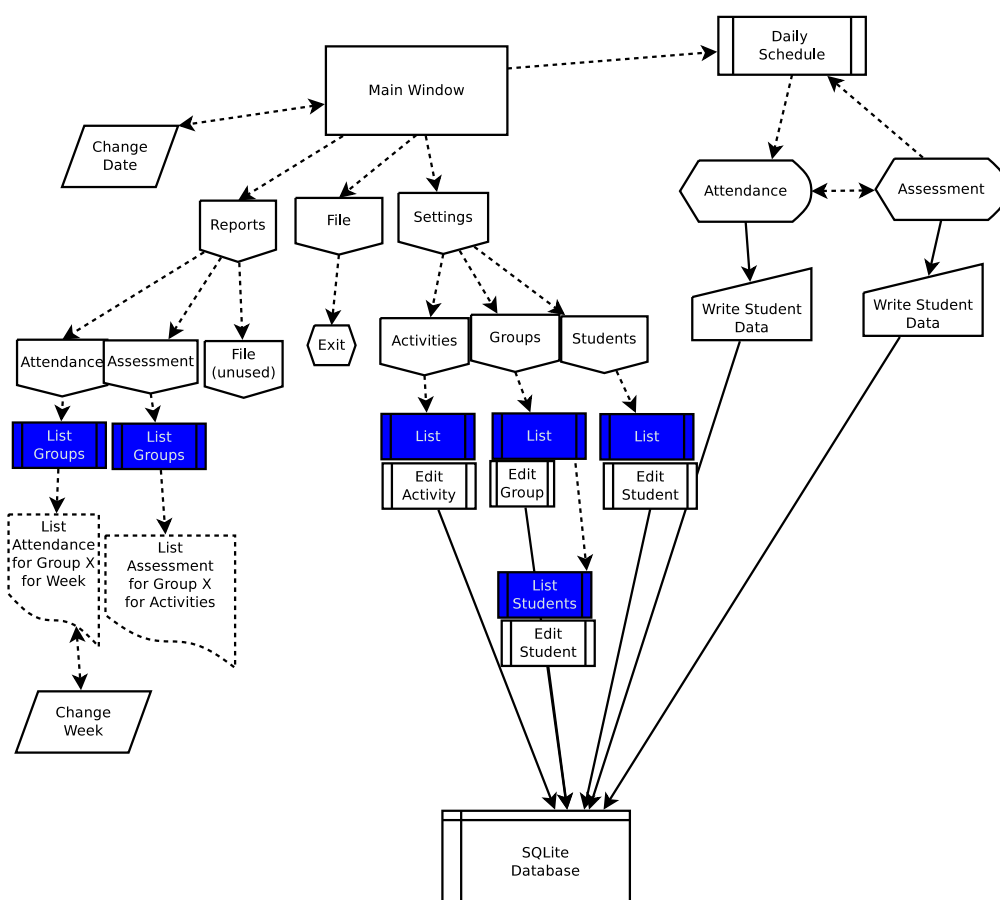 Daily
Schedule
Main Window
Change
Date
Attendance
Assessment
Reports
File
Settings
Write Student
Data
Write Student
Data
Exit
Activities
Groups
Students
Attendance
Assessment
File
(unused)
List
Groups
List
Groups
List
List
List
Edit
Activity
Edit
Group
Edit
Student
List
Attendance
for Group X
for Week
List
Assessment
for Group X
for Activities
List
Students
Edit
Student
Change
Week
SQLite
Database